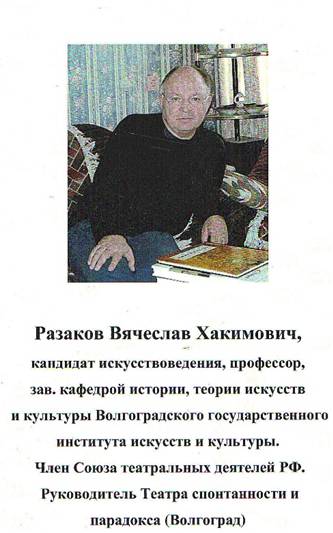 Разаков Вячеслав Хакимович,
кандидат искусствоведения, профессор,
зав. кафедрой истории, теории искусств
и культуры Волгоградского государственного
института искусств и культуры.
Член Союза театральных деятелей РФ.
Руководитель Театра спонтанности и
парадокса (Волгоград)